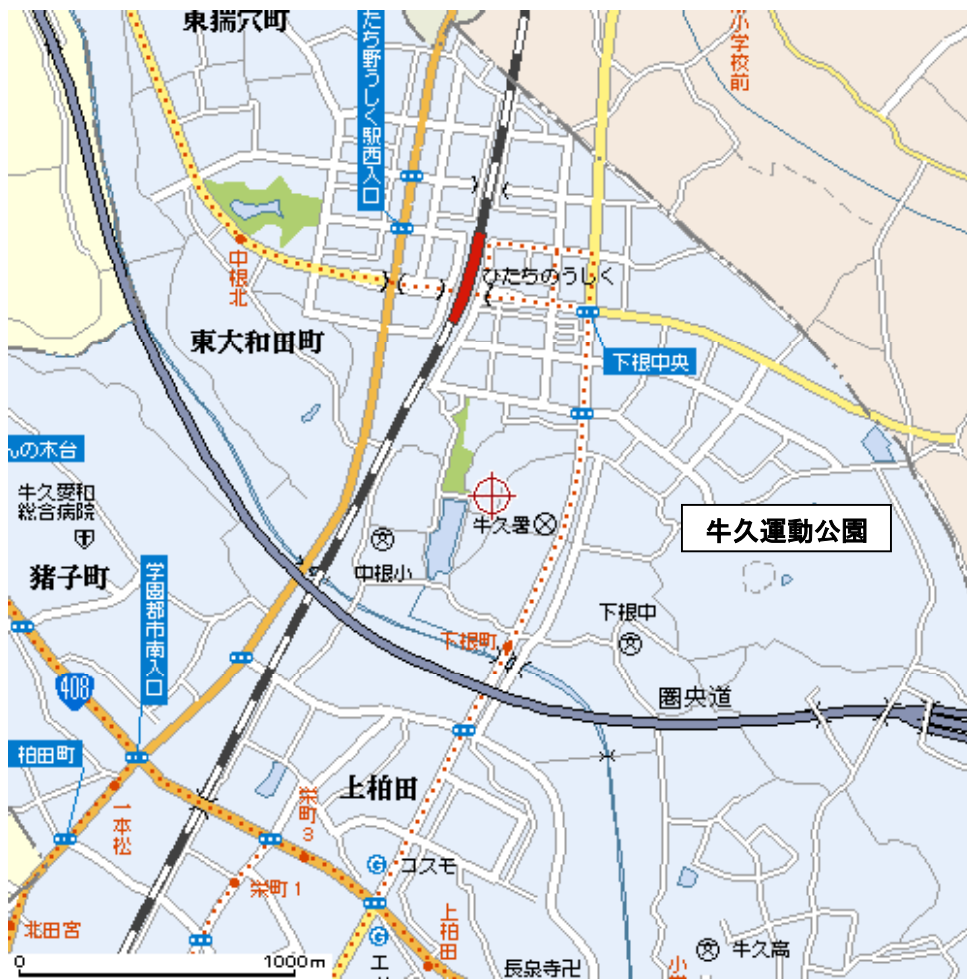 東猯穴町
たち野うしく駅西入口
小学校前
中根北
ひたちのうしく
東大和田町
下根中央
んの木台
牛久愛和
総合病院
牛久署
牛久運動公園
中根小
猪子町
学園都市南入口
下根中
下根町
408
圏央道
柏田町
上柏田
一本松
栄町3
コスモ
栄町1
北田宮
上柏田
牛久高
0
1000m
長泉寺卍